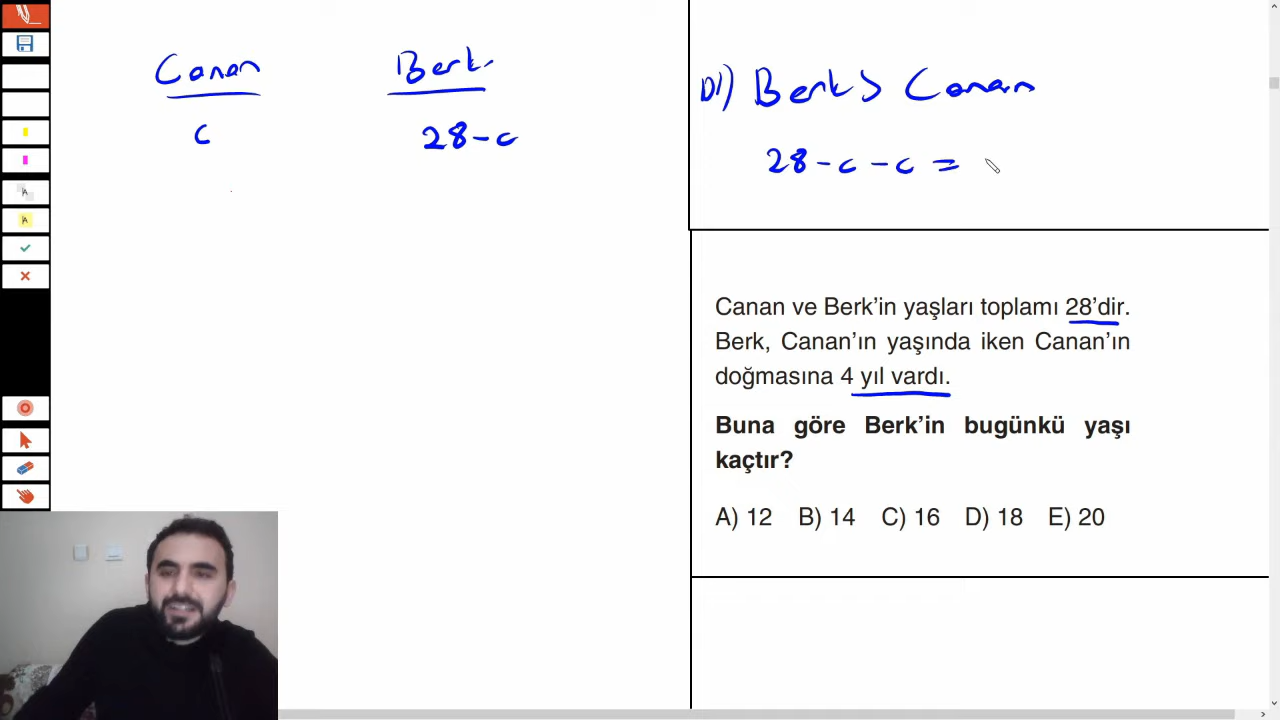 Canan Berk
c 28-c
D1) Berk > Canan
28-c-c =
Canan ve Berk'in yaşları toplamı 28'dir.
Berk, Canan'ın yaşında iken Canan'ın
doğmasına 4 yıl vardı.
Buna göre Berk'in bugünkü yaşı
kaçtır?
A) 12 B) 14 C) 16 D) 18 E) 20